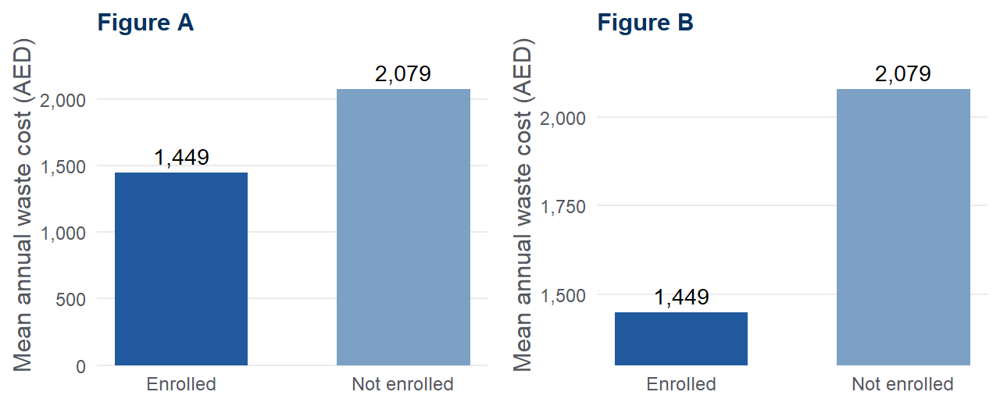 Figure A
Mean annual waste cost (AED)
2,000
1,500
1,000
500
0
1,449
2,079
Enrolled
Not enrolled
Figure B
Mean annual waste cost (AED)
2,000
1,750
1,500
1,449
2,079
Enrolled
Not enrolled